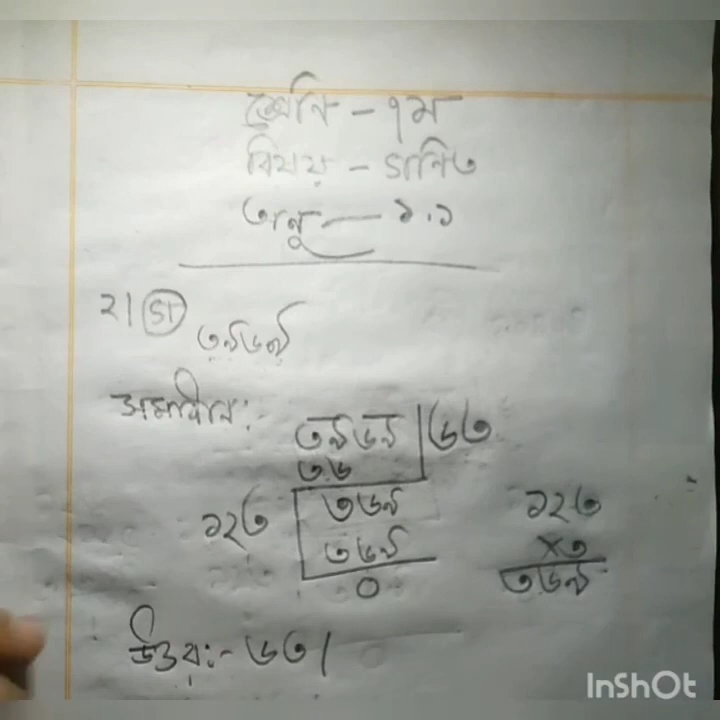 শ্রেনি - ৭ম
বিষয় - গনিত
অনু — ১.১
২। গ
৩৯৬৯
সমাধান:
৩৯৬৯ | ৬৩
৩৬
১২৩ ৩৬৯ ১২৩
৩৬৯ ×৩
০ ৩৬৯
উত্তর:- ৬৩।
InShOt